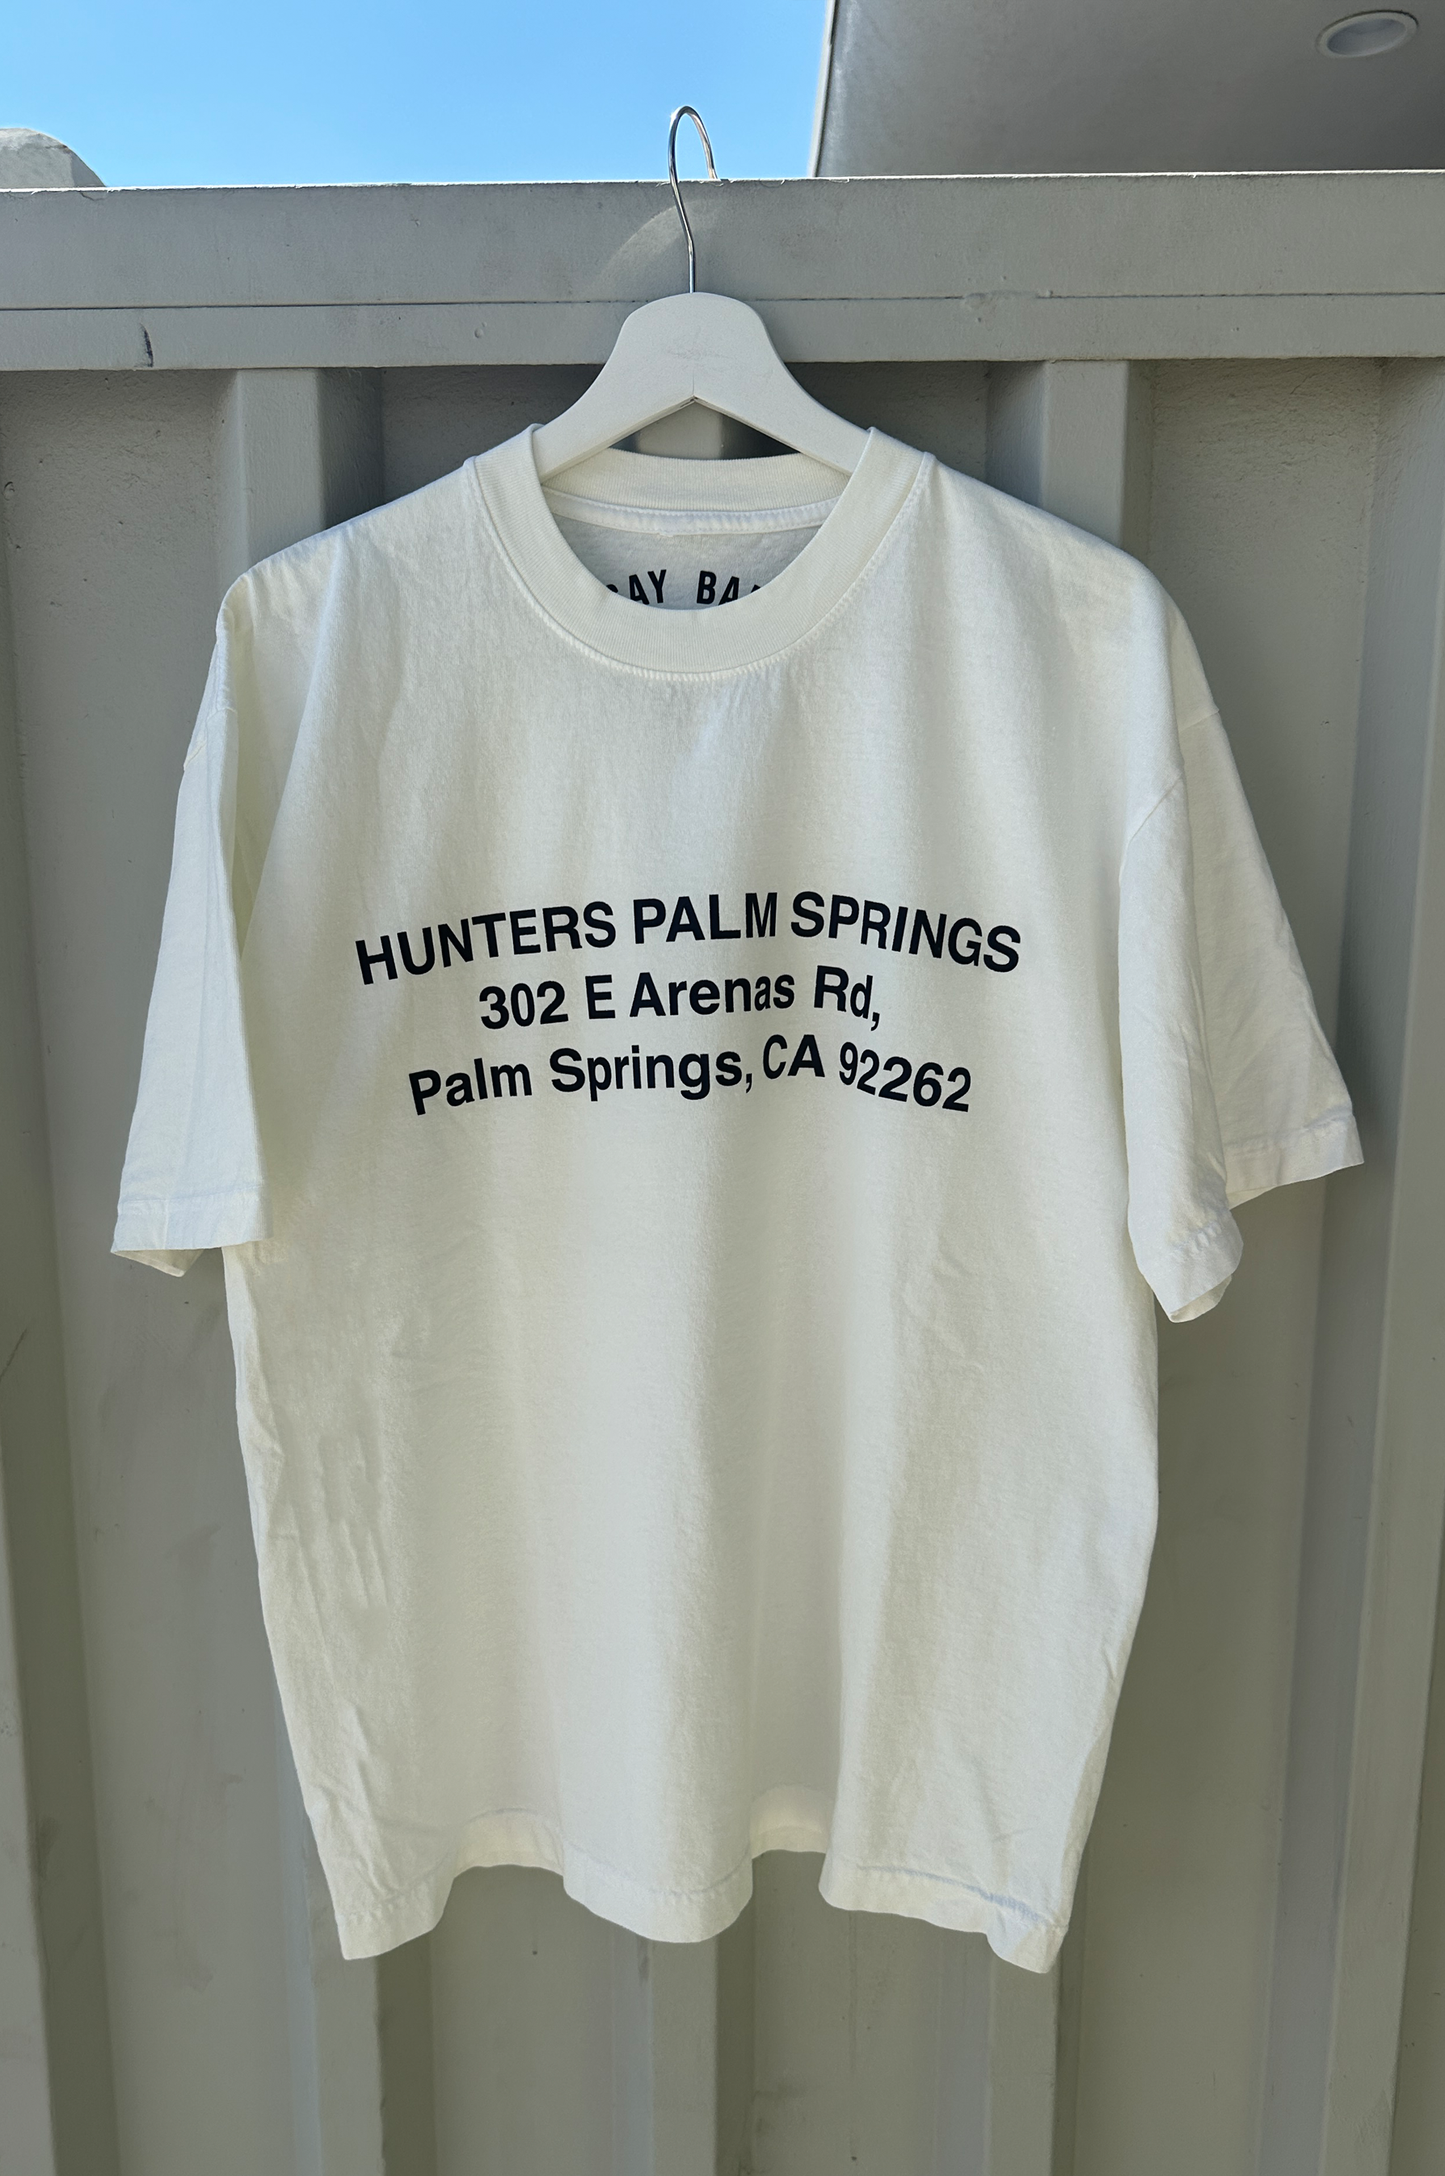 HUNTERS PALM SPRINGS
302 E Arenas Rd,
Palm Springs, CA 92262